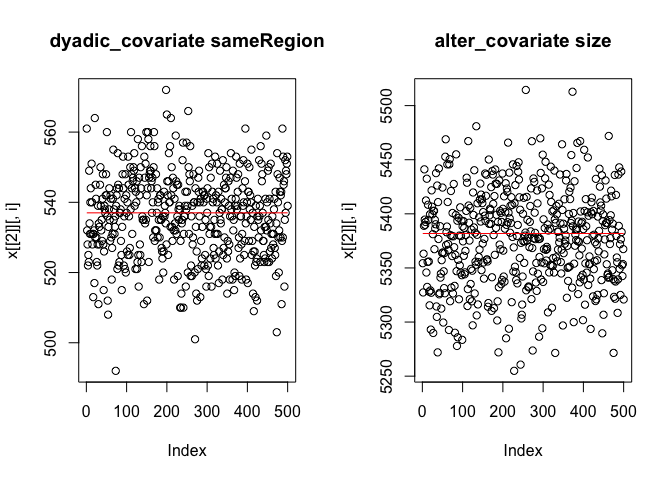 dyadic_covariate sameRegion
x[[2]][, i]
560
540
520
500
0 100 200 300 400 500
Index
alter_covariate size
x[[2]][, i]
5500
5450
5400
5350
5300
5250
0 100 200 300 400 500
Index